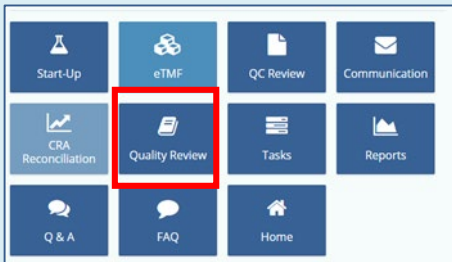 Start-Up
eTMF
QC Review
Communication
CRA
Reconciliation
Quality Review
Tasks
Reports
Q & A
FAQ
Home